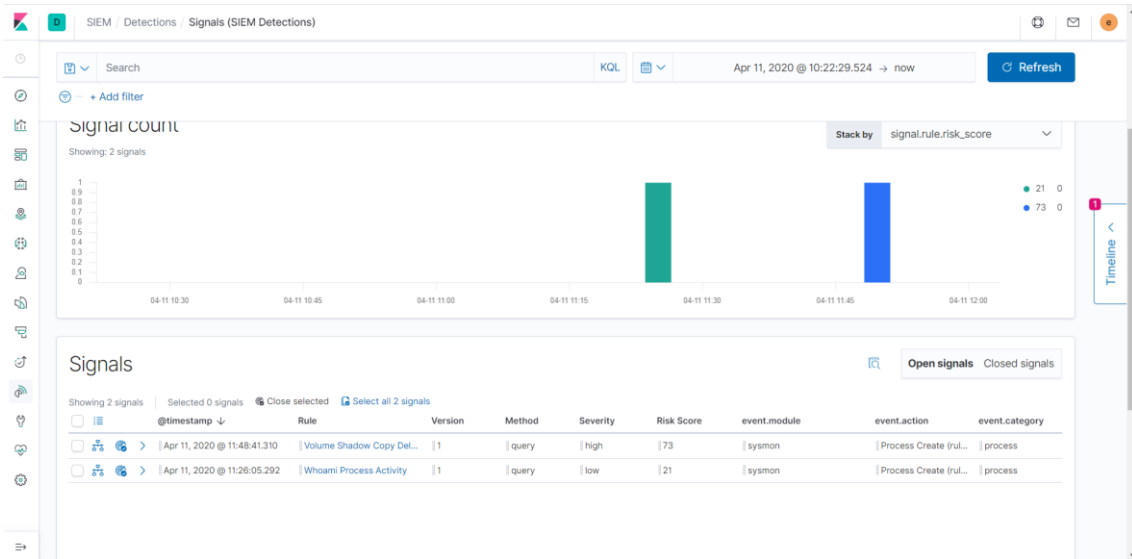 D SIEM / Detections / Signals (SIEM Detections) e
Search KQL Apr 11, 2020 @ 10:22:29.524 → now Refresh
+ Add filter
Signal count
Stack by signal.rule.risk_score
Showing: 2 signals
1
0.9
0.8
0.7
0.6
0.5
0.4
0.3
0.2
0.1
0
21 0
73 0
04-11 10:30 04-11 10:45 04-11 11:00 04-11 11:15 04-11 11:30 04-11 11:45 04-11 12:00
1
Timeline
Signals
Open signals Closed signals
Showing 2 signals Selected 0 signals Close selected Select all 2 signals
@timestamp ↓ Rule Version Method Severity Risk Score event.module event.action event.category
Apr 11, 2020 @ 11:48:41.310 Volume Shadow Copy Del... 1 query high 73 sysmon Process Create (rul... process
Apr 11, 2020 @ 11:26:05.292 Whoami Process Activity 1 query low 21 sysmon Process Create (rul... process